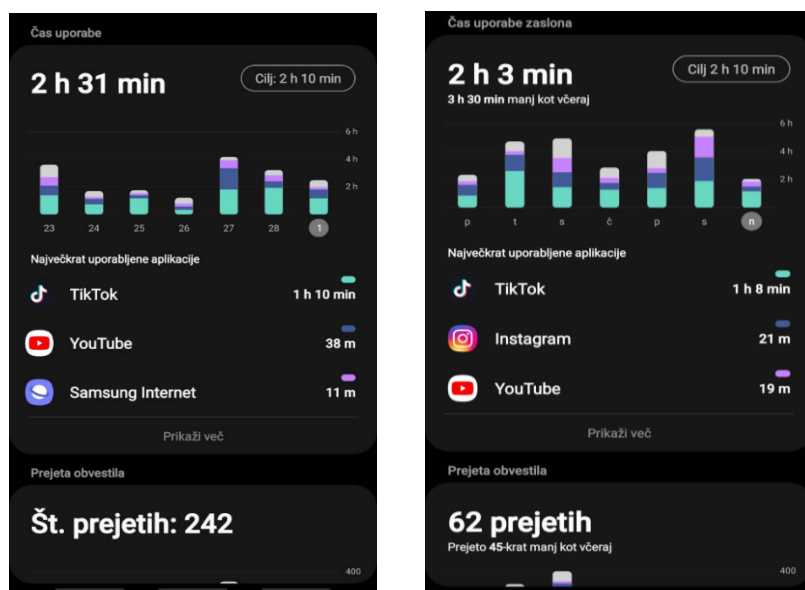 Čas uporabe
2 h 31 min
Cilj: 2 h 10 min
6 h
4 h
2 h
23 24 25 26 27 28 1
Največkrat uporabljene aplikacije
TikTok 1 h 10 min
YouTube 38 m
Samsung Internet 11 m
Prikaži več
Prejeta obvestila
Št. prejetih: 242
400
Čas uporabe zaslona
2 h 3 min
Cilj 2 h 10 min
3 h 30 min manj kot včeraj
6 h
4 h
2 h
p t s č p s n
Največkrat uporabljene aplikacije
TikTok 1 h 8 min
Instagram 21 m
YouTube 19 m
Prikaži več
Prejeta obvestila
62 prejetih
Prejeto 45-krat manj kot včeraj
400